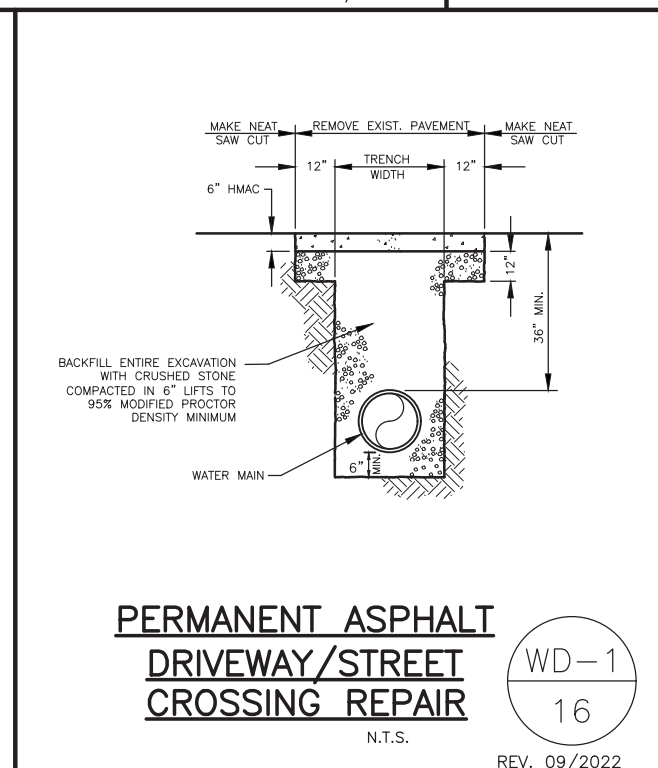 MAKE NEAT
SAW CUT
REMOVE EXIST. PAVEMENT
MAKE NEAT
SAW CUT
12"
TRENCH
WIDTH
12"
6" HMAC
12"
36" MIN.
BACKFILL ENTIRE EXCAVATION
WITH CRUSHED STONE
COMPACTED IN 6" LIFTS TO
95% MODIFIED PROCTOR
DENSITY MINIMUM
WATER MAIN
6"
MIN.
PERMANENT ASPHALT
DRIVEWAY/STREET
CROSSING REPAIR
N.T.S.
WD-1
16
REV. 09/2022